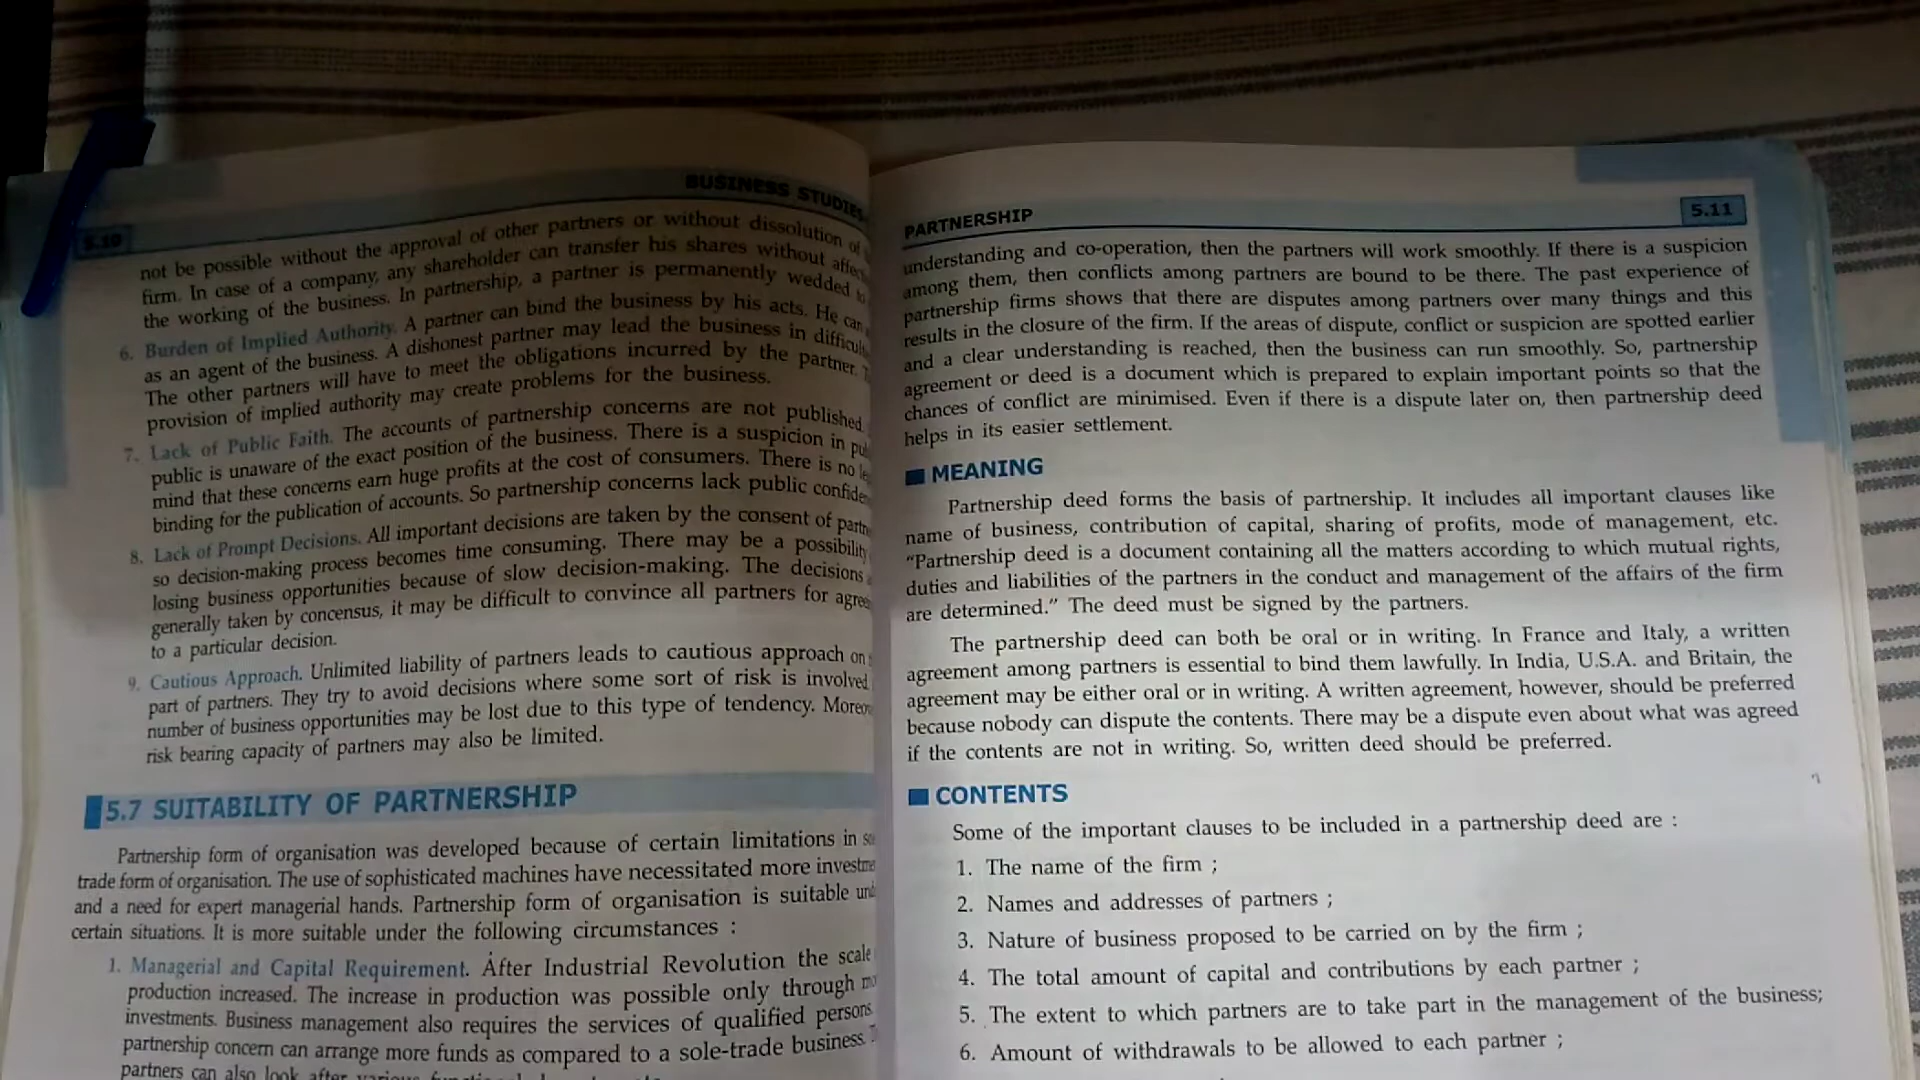 BUSINESS STUDIES
5.10
not be possible without the approval of other partners or without dissolution of
firm. In case of a company, any shareholder can transfer his shares without
the working of the business. In partnership, a partner is permanently wedded
6. Burden of Implied Authority. A partner can bind the business by his acts. He can
as an agent of the business. A dishonest partner may lead the business in
The other partners will have to meet the obligations incurred by the partner.
provision of implied authority may create problems for the business.
7. Lack of Public Faith. The accounts of partnership concerns are not published.
public is unaware of the exact position of the business. There is a suspicion in
mind that these concerns earn huge profits at the cost of consumers. There is no
binding for the publication of accounts. So partnership concerns lack public
8. Lack of Prompt Decisions. All important decisions are taken by the consent of
so decision-making process becomes time consuming. There may be a possibility
losing business opportunities because of slow decision-making. The decisions
generally taken by concensus, it may be difficult to convince all partners for
to a particular decision.
9. Cautious Approach. Unlimited liability of partners leads to cautious approach on
part of partners. They try to avoid decisions where some sort of risk is involved
number of business opportunities may be lost due to this type of tendency.
risk bearing capacity of partners may also be limited.
5.7 SUITABILITY OF PARTNERSHIP
Partnership form of organisation was developed because of certain limitations in
trade form of organisation. The use of sophisticated machines have necessitated more
and a need for expert managerial hands. Partnership form of organisation is suitable
certain situations. It is more suitable under the following circumstances :
1. Managerial and Capital Requirement. After Industrial Revolution the scale
production increased. The increase in production was possible only through
investments. Business management also requires the services of qualified persons.
partnership concern can arrange more funds as compared to a sole-trade business.
partners can also look after various
PARTNERSHIP
5.11
understanding and co-operation, then the partners will work smoothly. If there is a suspicion
among them, then conflicts among partners are bound to be there. The past experience of
partnership firms shows that there are disputes among partners over many things and this
results in the closure of the firm. If the areas of dispute, conflict or suspicion are spotted earlier
and a clear understanding is reached, then the business can run smoothly. So, partnership
agreement or deed is a document which is prepared to explain important points so that the
chances of conflict are minimised. Even if there is a dispute later on, then partnership deed
helps in its easier settlement.
MEANING
Partnership deed forms the basis of partnership. It includes all important clauses like
name of business, contribution of capital, sharing of profits, mode of management, etc.
“Partnership deed is a document containing all the matters according to which mutual rights,
duties and liabilities of the partners in the conduct and management of the affairs of the firm
are determined.” The deed must be signed by the partners.
The partnership deed can both be oral or in writing. In France and Italy, a written
agreement among partners is essential to bind them lawfully. In India, U.S.A. and Britain, the
agreement may be either oral or in writing. A written agreement, however, should be preferred
because nobody can dispute the contents. There may be a dispute even about what was agreed
if the contents are not in writing. So, written deed should be preferred.
CONTENTS
Some of the important clauses to be included in a partnership deed are :
1. The name of the firm ;
2. Names and addresses of partners ;
3. Nature of business proposed to be carried on by the firm ;
4. The total amount of capital and contributions by each partner ;
5. The extent to which partners are to take part in the management of the business;
6. Amount of withdrawals to be allowed to each partner ;